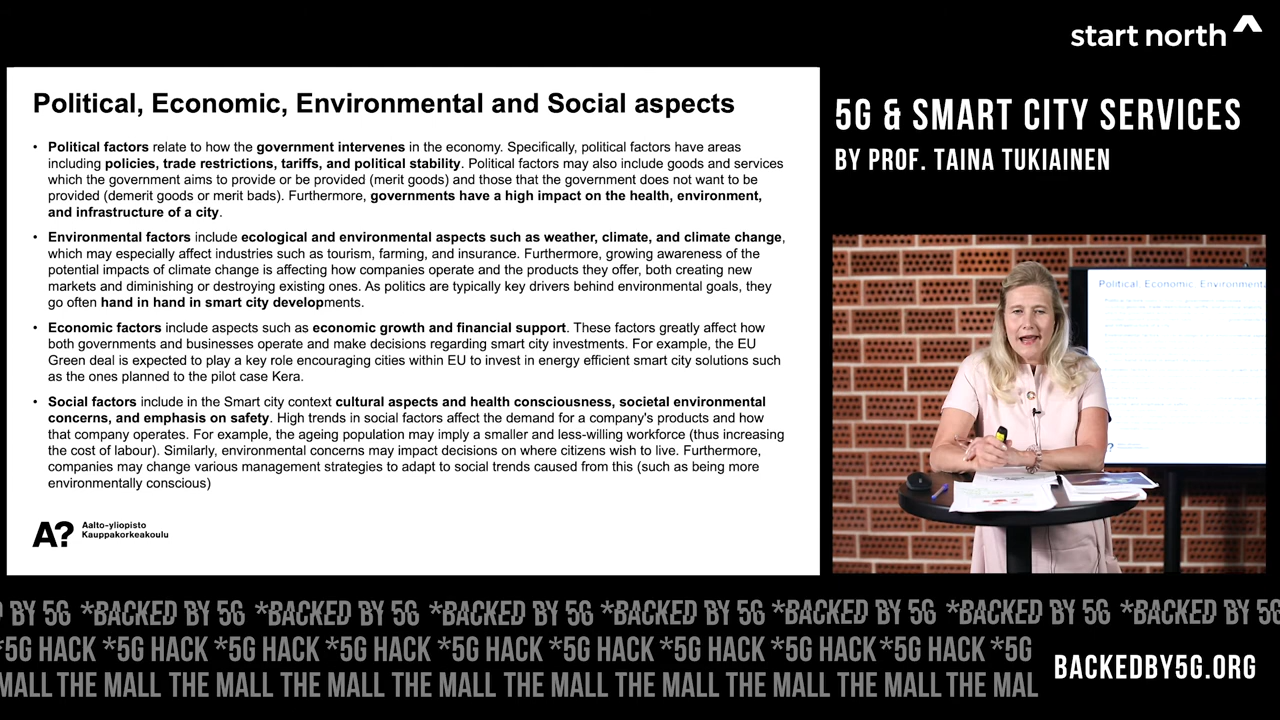 start north
Political, Economic, Environmental and Social aspects
• Political factors relate to how the government intervenes in the economy. Specifically, political factors have areas
including policies, trade restrictions, tariffs, and political stability. Political factors may also include goods and services
which the government aims to provide or be provided (merit goods) and those that the government does not want to be
provided (demerit goods or merit bads). Furthermore, governments have a high impact on the health, environment,
and infrastructure of a city.
• Environmental factors include ecological and environmental aspects such as weather, climate, and climate change,
which may especially affect industries such as tourism, farming, and insurance. Furthermore, growing awareness of the
potential impacts of climate change is affecting how companies operate and the products they offer, both creating new
markets and diminishing or destroying existing ones. As politics are typically key drivers behind environmental goals, they
go often hand in hand in smart city developments.
• Economic factors include aspects such as economic growth and financial support. These factors greatly affect how
both governments and businesses operate and make decisions regarding smart city investments. For example, the EU
Green deal is expected to play a key role encouraging cities within EU to invest in energy efficient smart city solutions such
as the ones planned to the pilot case Kera.
• Social factors include in the Smart city context cultural aspects and health consciousness, societal environmental
concerns, and emphasis on safety. High trends in social factors affect the demand for a company's products and how
that company operates. For example, the ageing population may imply a smaller and less-willing workforce (thus increasing
the cost of labour). Similarly, environmental concerns may impact decisions on where citizens wish to live. Furthermore,
companies may change various management strategies to adapt to social trends caused from this (such as being more
environmentally conscious)
A?
Aalto-yliopisto
Kauppakorkeakoulu
5G & SMART CITY SERVICES
BY PROF. TAINA TUKIAINEN
Political, Economic, Environment
D BY 5G *BACKED BY 5G *BACKED BY 5G *BACKED BY 5G *BACKED BY 5G *BACKED BY 5G *BACKED BY 5G *BACKED BY 5G
*5G HACK *5G HACK *5G HACK *5G HACK *5G HACK *5G HACK *5G HACK *5G HACK *5G HACK *5G
MALL THE MALL THE MALL THE MALL THE MALL THE MALL THE MALL THE MALL THE MALL THE MAL
BACKEDBY5G.ORG